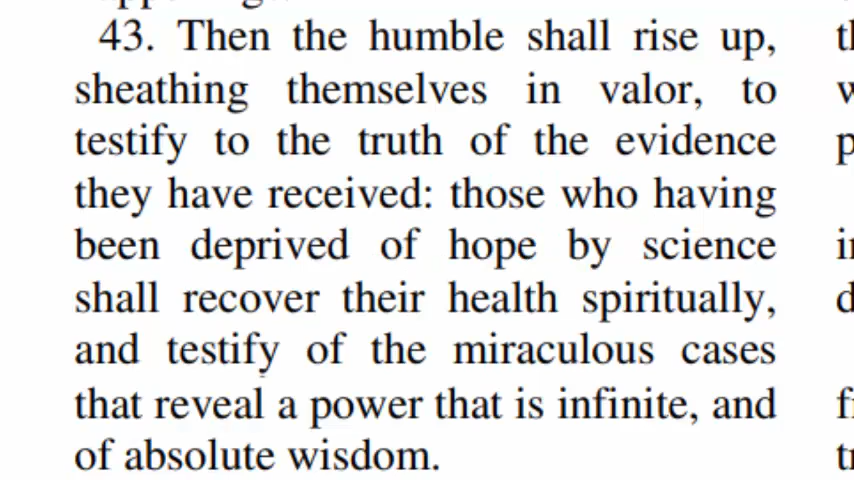 43. Then the humble shall rise up,
sheathing themselves in valor, to
testify to the truth of the evidence
they have received: those who having
been deprived of hope by science
shall recover their health spiritually,
and testify of the miraculous cases
that reveal a power that is infinite, and
of absolute wisdom.